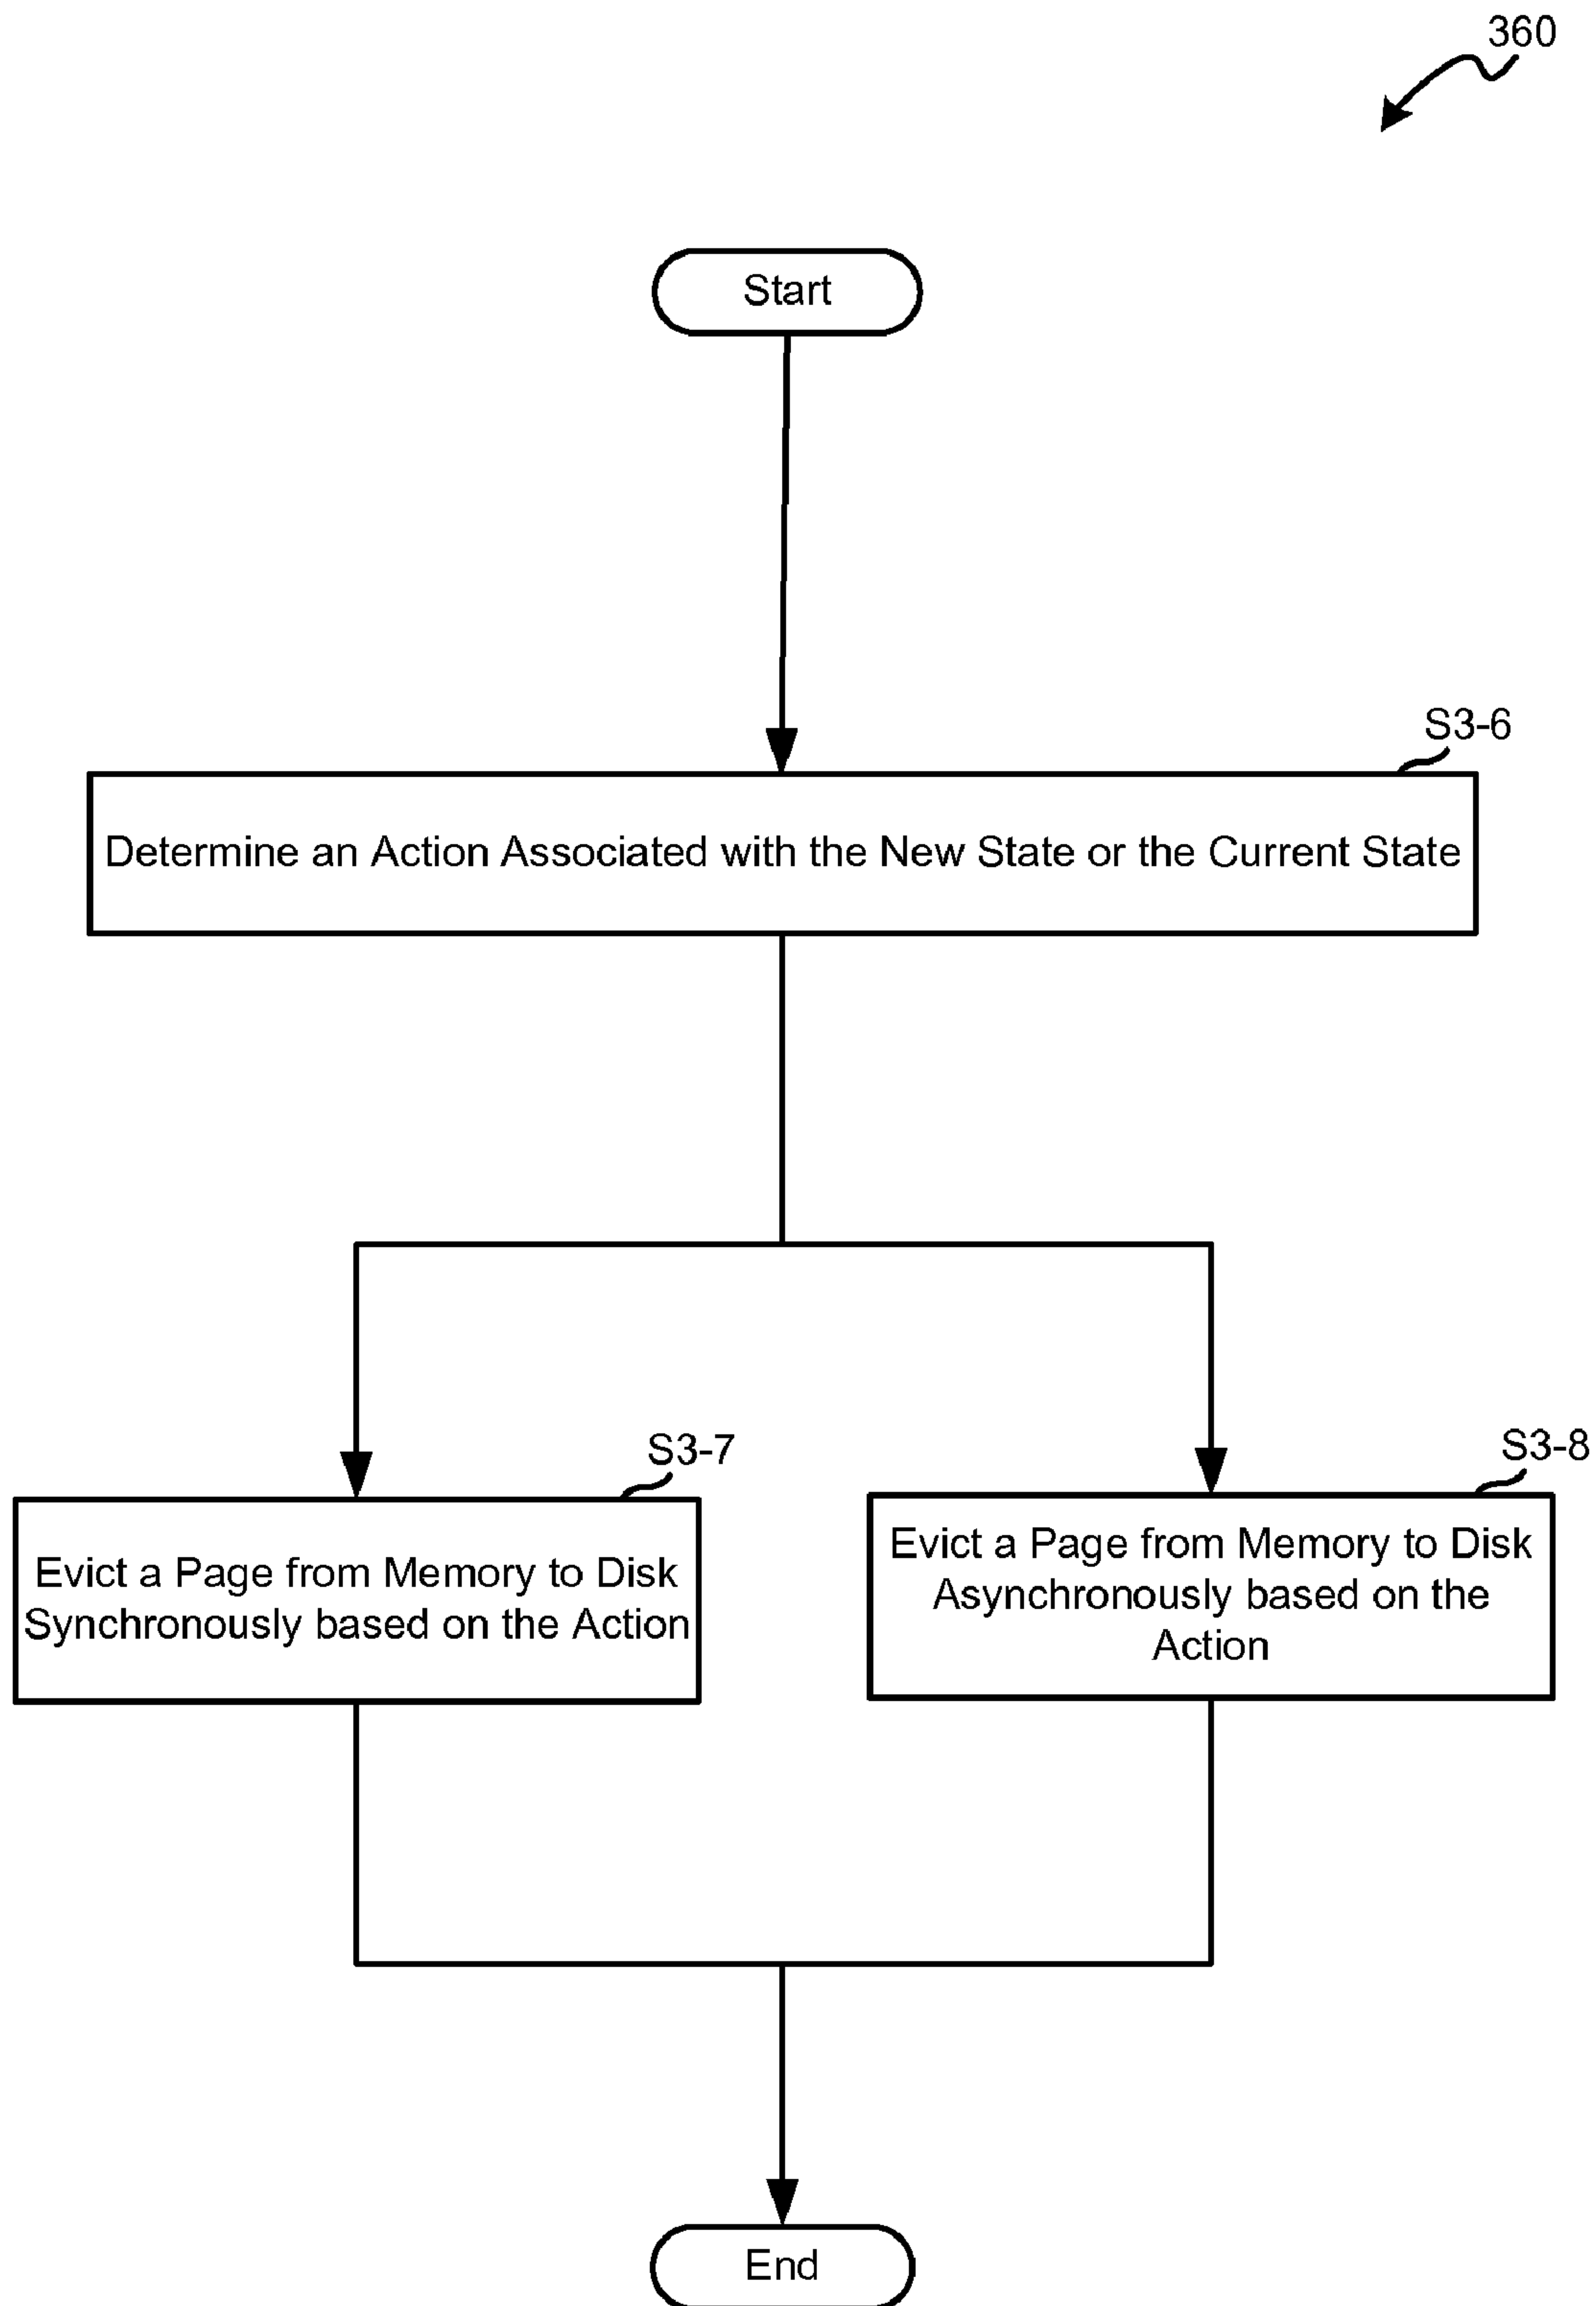 360
Start
S3-6
Determine an Action Associated with the New State or the Current State
S3-7
Evict a Page from Memory to Disk
Synchronously based on the Action
S3-8
Evict a Page from Memory to Disk
Asynchronously based on the
Action
End